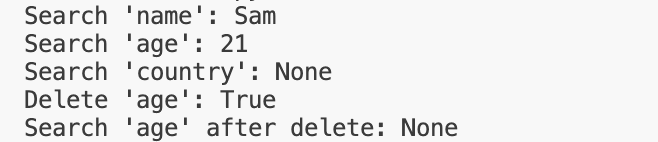 Search 'name': Sam
Search 'age': 21
Search 'country': None
Delete 'age': True
Search 'age' after delete: None